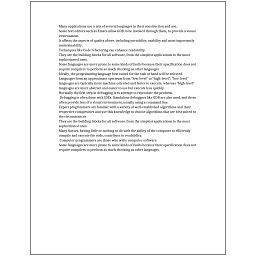 Many applications use a mix of several languages in their construction and use.
Some text editors such as Emacs allow GDB to be invoked through them, to provide a visual
environment.
It affects the aspects of quality above, including portability, usability and most importantly
maintainability.
Techniques like Code refactoring can enhance readability.
They are the building blocks for all software, from the simplest applications to the most
sophisticated ones.
Some languages are more prone to some kinds of faults because their specification does not
require compilers to perform as much checking as other languages.
Ideally, the programming language best suited for the task at hand will be selected.
Languages form an approximate spectrum from "low-level" to "high-level"; "low-level"
languages are typically more machine-oriented and faster to execute, whereas "high-level"
languages are more abstract and easier to use but execute less quickly.
Normally the first step in debugging is to attempt to reproduce the problem.
Debugging is often done with IDEs. Standalone debuggers like GDB are also used, and these
often provide less of a visual environment, usually using a command line.
Expert programmers are familiar with a variety of well-established algorithms and their
respective complexities and use this knowledge to choose algorithms that are best suited to
the circumstances.
They are the building blocks for all software, from the simplest applications to the most
sophisticated ones.
Many factors, having little or nothing to do with the ability of the computer to efficiently
compile and execute the code, contribute to readability.
Computer programmers are those who write computer software.
Some languages are more prone to some kinds of faults because their specification does not
require compilers to perform as much checking as other languages.